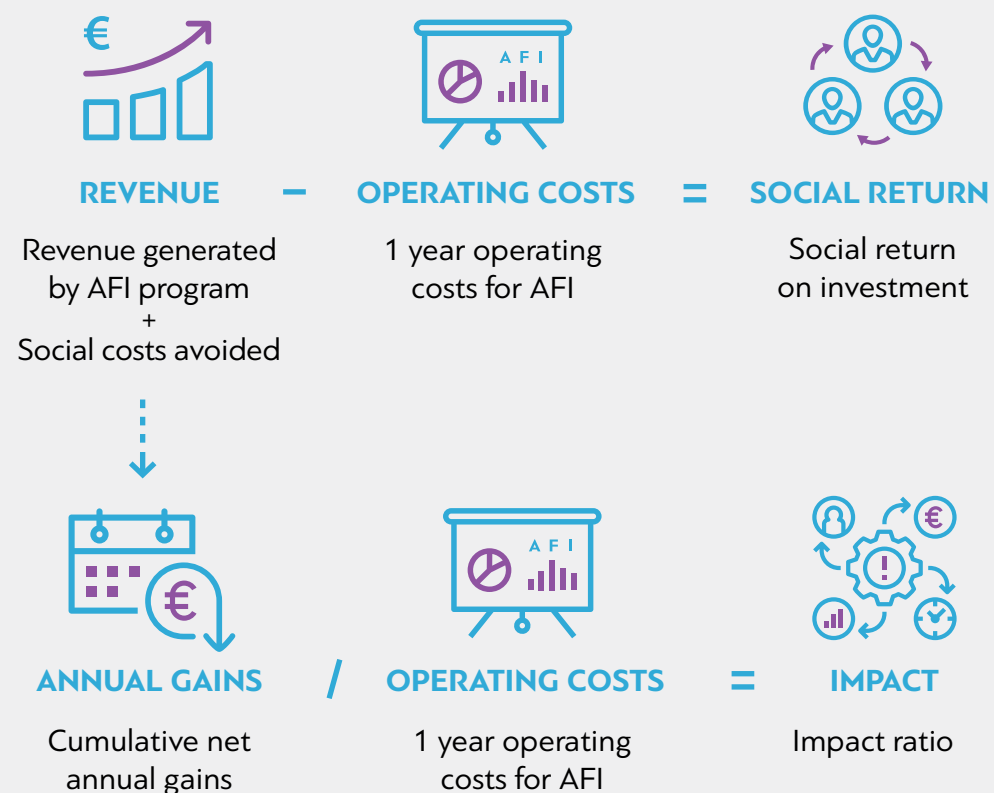 €
A F I
REVENUE – OPERATING COSTS = SOCIAL RETURN
Revenue generated
by AFI program
+
Social costs avoided
1 year operating
costs for AFI
Social return
on investment
€
A F I
!
€
ANNUAL GAINS / OPERATING COSTS = IMPACT
Cumulative net
annual gains
1 year operating
costs for AFI
Impact ratio